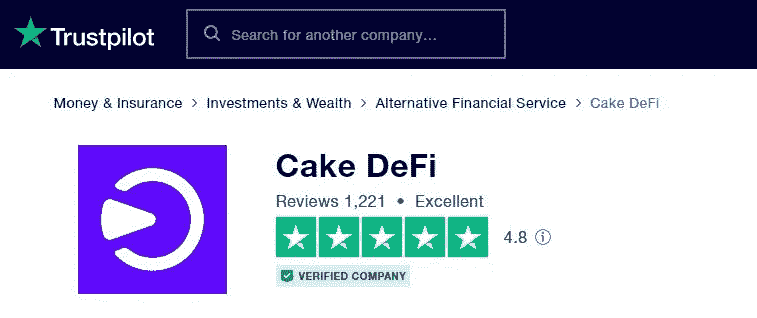 Trustpilot
Search for another company...
Money & Insurance > Investments & Wealth > Alternative Financial Service > Cake DeFi
Cake DeFi
Reviews 1,221 • Excellent
4.8
VERIFIED COMPANY